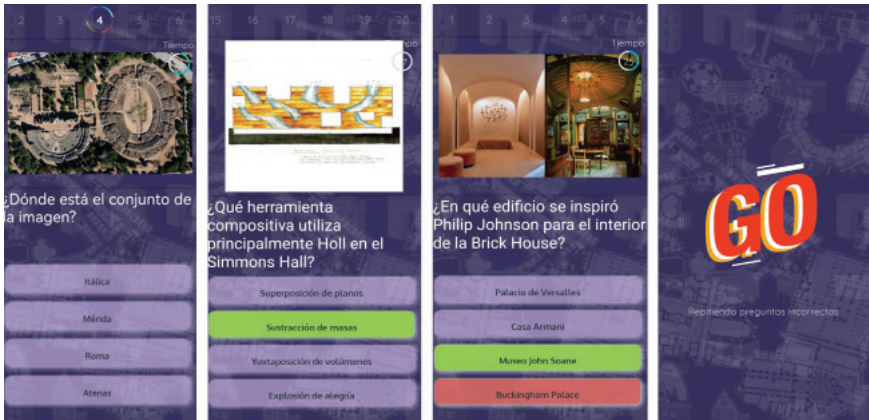 2 3 4 5 6
Tiempo
¿Dónde está el conjunto de
la imagen?
Itálica
Mérida
Roma
Atenas
15 16 17 18 19 20
¿Qué herramienta
compositiva utiliza
principalmente Holl en el
Simmons Hall?
Superposición de planos
Sustracción de masas
Yuxtaposición de volúmenes
Explosión de alegría
1 2 3 4 5 6
Tiempo
¿En qué edificio se inspiró
Philip Johnson para el interior
de la Brick House?
Palacio de Versalles
Casa Armani
Museo John Soane
Buckingham Palace
GO
Repitiendo preguntas incorrectas